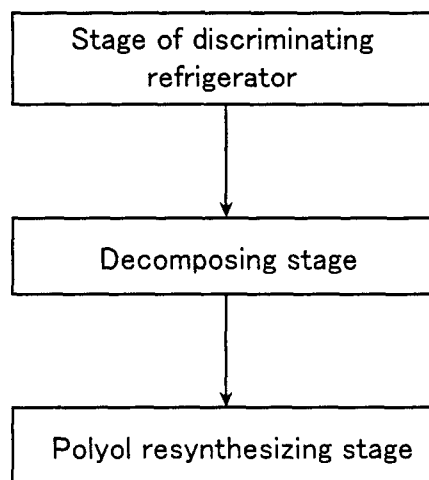 Stage of discriminating
refrigerator
Decomposing stage
Polyol resynthesizing stage